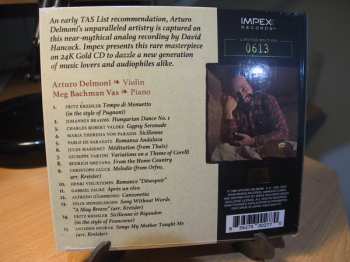 An early TAS List recommendation, Arturo
Delmoni's unparalleled artistry is captured on
this near-mythical analog recording by David
Hancock. Impex presents this rare masterpiece
on 24K Gold CD to dazzle a new generation
of music lovers and audiophiles alike.
IMPEX
RECORDS
0613
Arturo Delmoni Violin
Meg Bachman Vas Piano
FRITZ KREISLER Tempo di Menuetto
(in the style of Pugnani)
JOHANNES BRAHMS Hungarian Dance No. 1
CHARLES ROBERT VALDEZ Gypsy Serenade
MARIA THERESIA VON PARADIS Sicilienne
PABLO DE SARASATE Romanza Andaluza
JULES MASSENET Méditation (from Thaïs)
GIUSEPPE TARTINI Variations on a Theme of Corelli
BEDRICH SMETANA From the Home Country
CHRISTOPH GLUCK Melodie (from Orfeo,
arr. Kreisler)
HENRI VIEUXTEMPS Romance "Désespoir"
GABRIEL FAURÉ Après un rêve
ALFREDO D'AMBROSIO Canzonetta
FELIX MENDELSSOHN Song Without Words
"A May Breeze" (arr. Kreisler)
FRITZ KREISLER Sicilienne et Rigaudon
(in the style of Francoeur)
ANTONIN DVORAK Songs My Mother Taught Me
(arr. Kreisler)